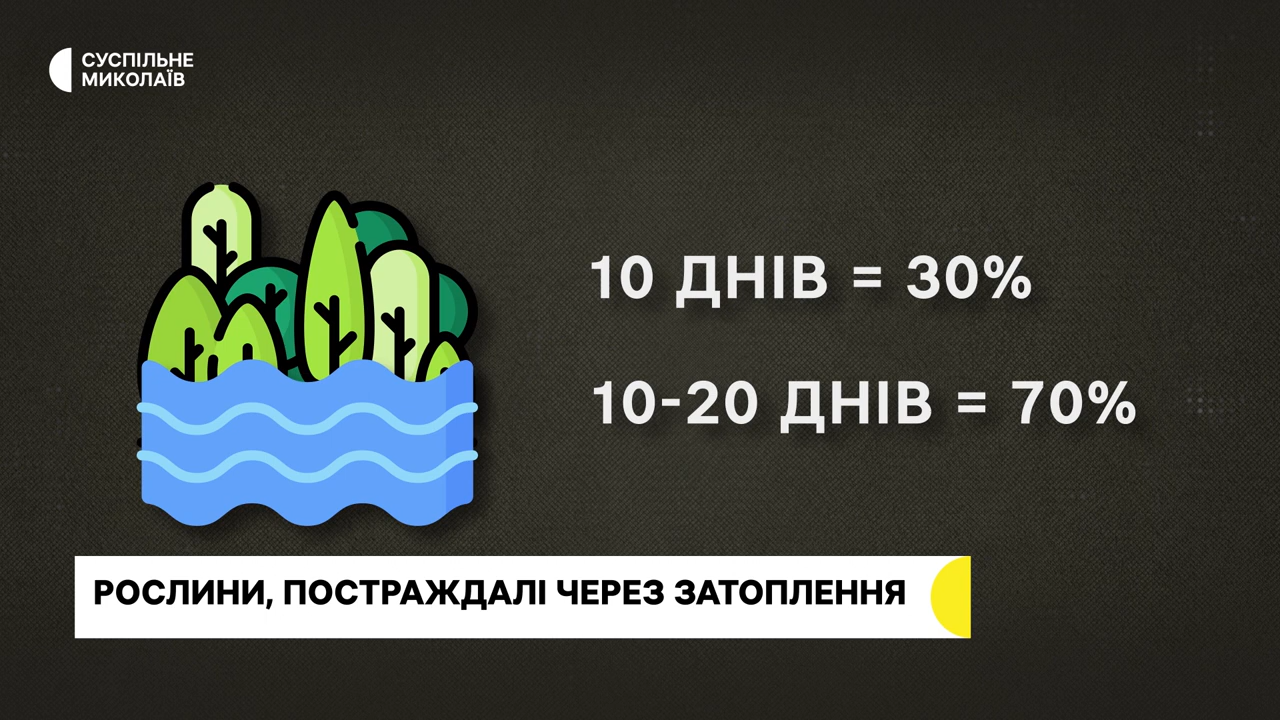 СУСПІЛЬНЕ
МИКОЛАЇВ
10 ДНІВ = 30%
10-20 ДНІВ = 70%
РОСЛИНИ, ПОСТРАЖДАЛІ ЧЕРЕЗ ЗАТОПЛЕННЯ